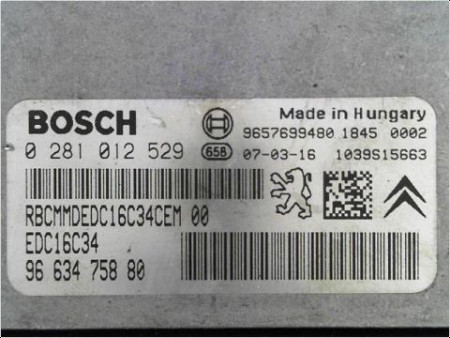 BOSCH
Made in Hungary
9657699480 1845 0002
0 281 012 529
658 07-03-16 1039S15663
RBCMMDEDC16C34CEM 00
EDC16C34
96 634 758 80